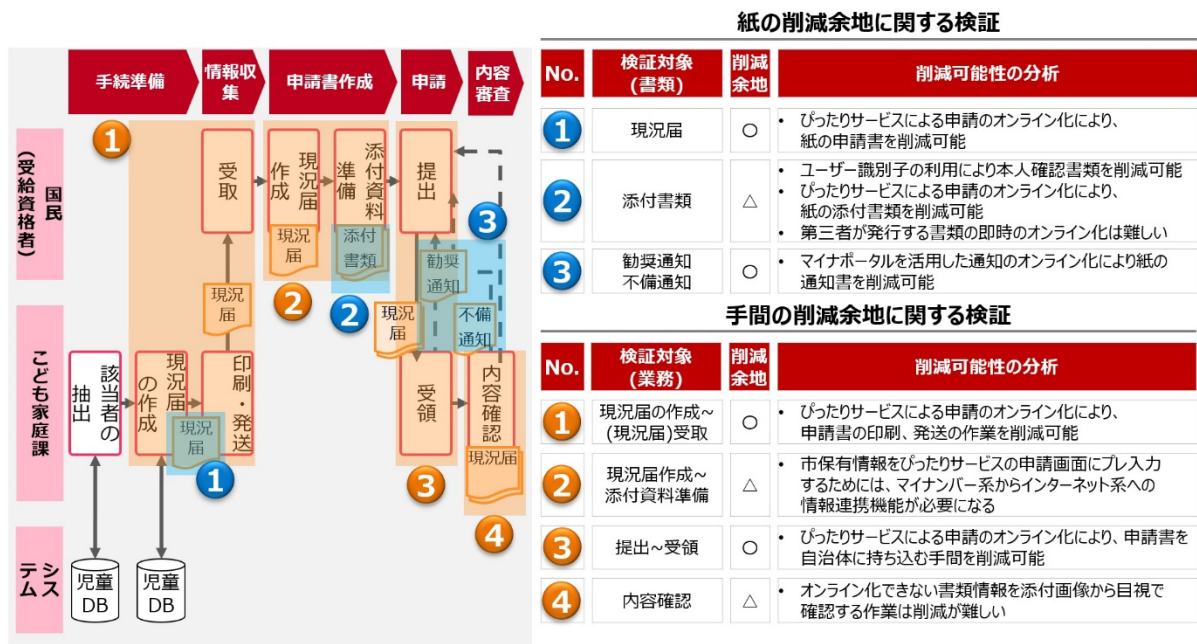 手続準備
情報収
集
申請書作成
申請
内容
審査
国民
(受給資格者)
こども家庭課
シス
テム
1
受取
現況届
作成
添付資料
準備
提出
現況
届
添付
書類
2
2
勧奨
通知
3
不備
通知
現況
届
現況
届
該当者の
抽出
現況届
の作成
印刷・発送
現況
届
1
受領
内容確認
現況届
3
4
児童
DB
児童
DB
紙の削減余地に関する検証
No.
検証対象
(書類)
削減
余地
削減可能性の分析
1
現況届
○
• ぴったりサービスによる申請のオンライン化により、
紙の申請書を削減可能
2
添付書類
△
• ユーザー識別子の利用により本人確認書類を削減可能
• ぴったりサービスによる申請のオンライン化により、
紙の添付書類を削減可能
• 第三者が発行する書類の即時のオンライン化は難しい
3
勧奨通知
不備通知
○
• マイナポータルを活用した通知のオンライン化により紙の
通知書を削減可能
手間の削減余地に関する検証
No.
検証対象
(業務)
削減
余地
削減可能性の分析
1
現況届の作成~
(現況届)受取
○
• ぴったりサービスによる申請のオンライン化により、
申請書の印刷、発送の作業を削減可能
2
現況届作成~
添付資料準備
△
• 市保有情報をぴったりサービスの申請画面にプレ入力
するためには、マイナンバー系からインターネット系への
情報連携機能が必要になる
3
提出~受領
○
• ぴったりサービスによる申請のオンライン化により、申請書を
自治体に持ち込む手間を削減可能
4
内容確認
△
• オンライン化できない書類情報を添付画像から目視で
確認する作業は削減が難しい